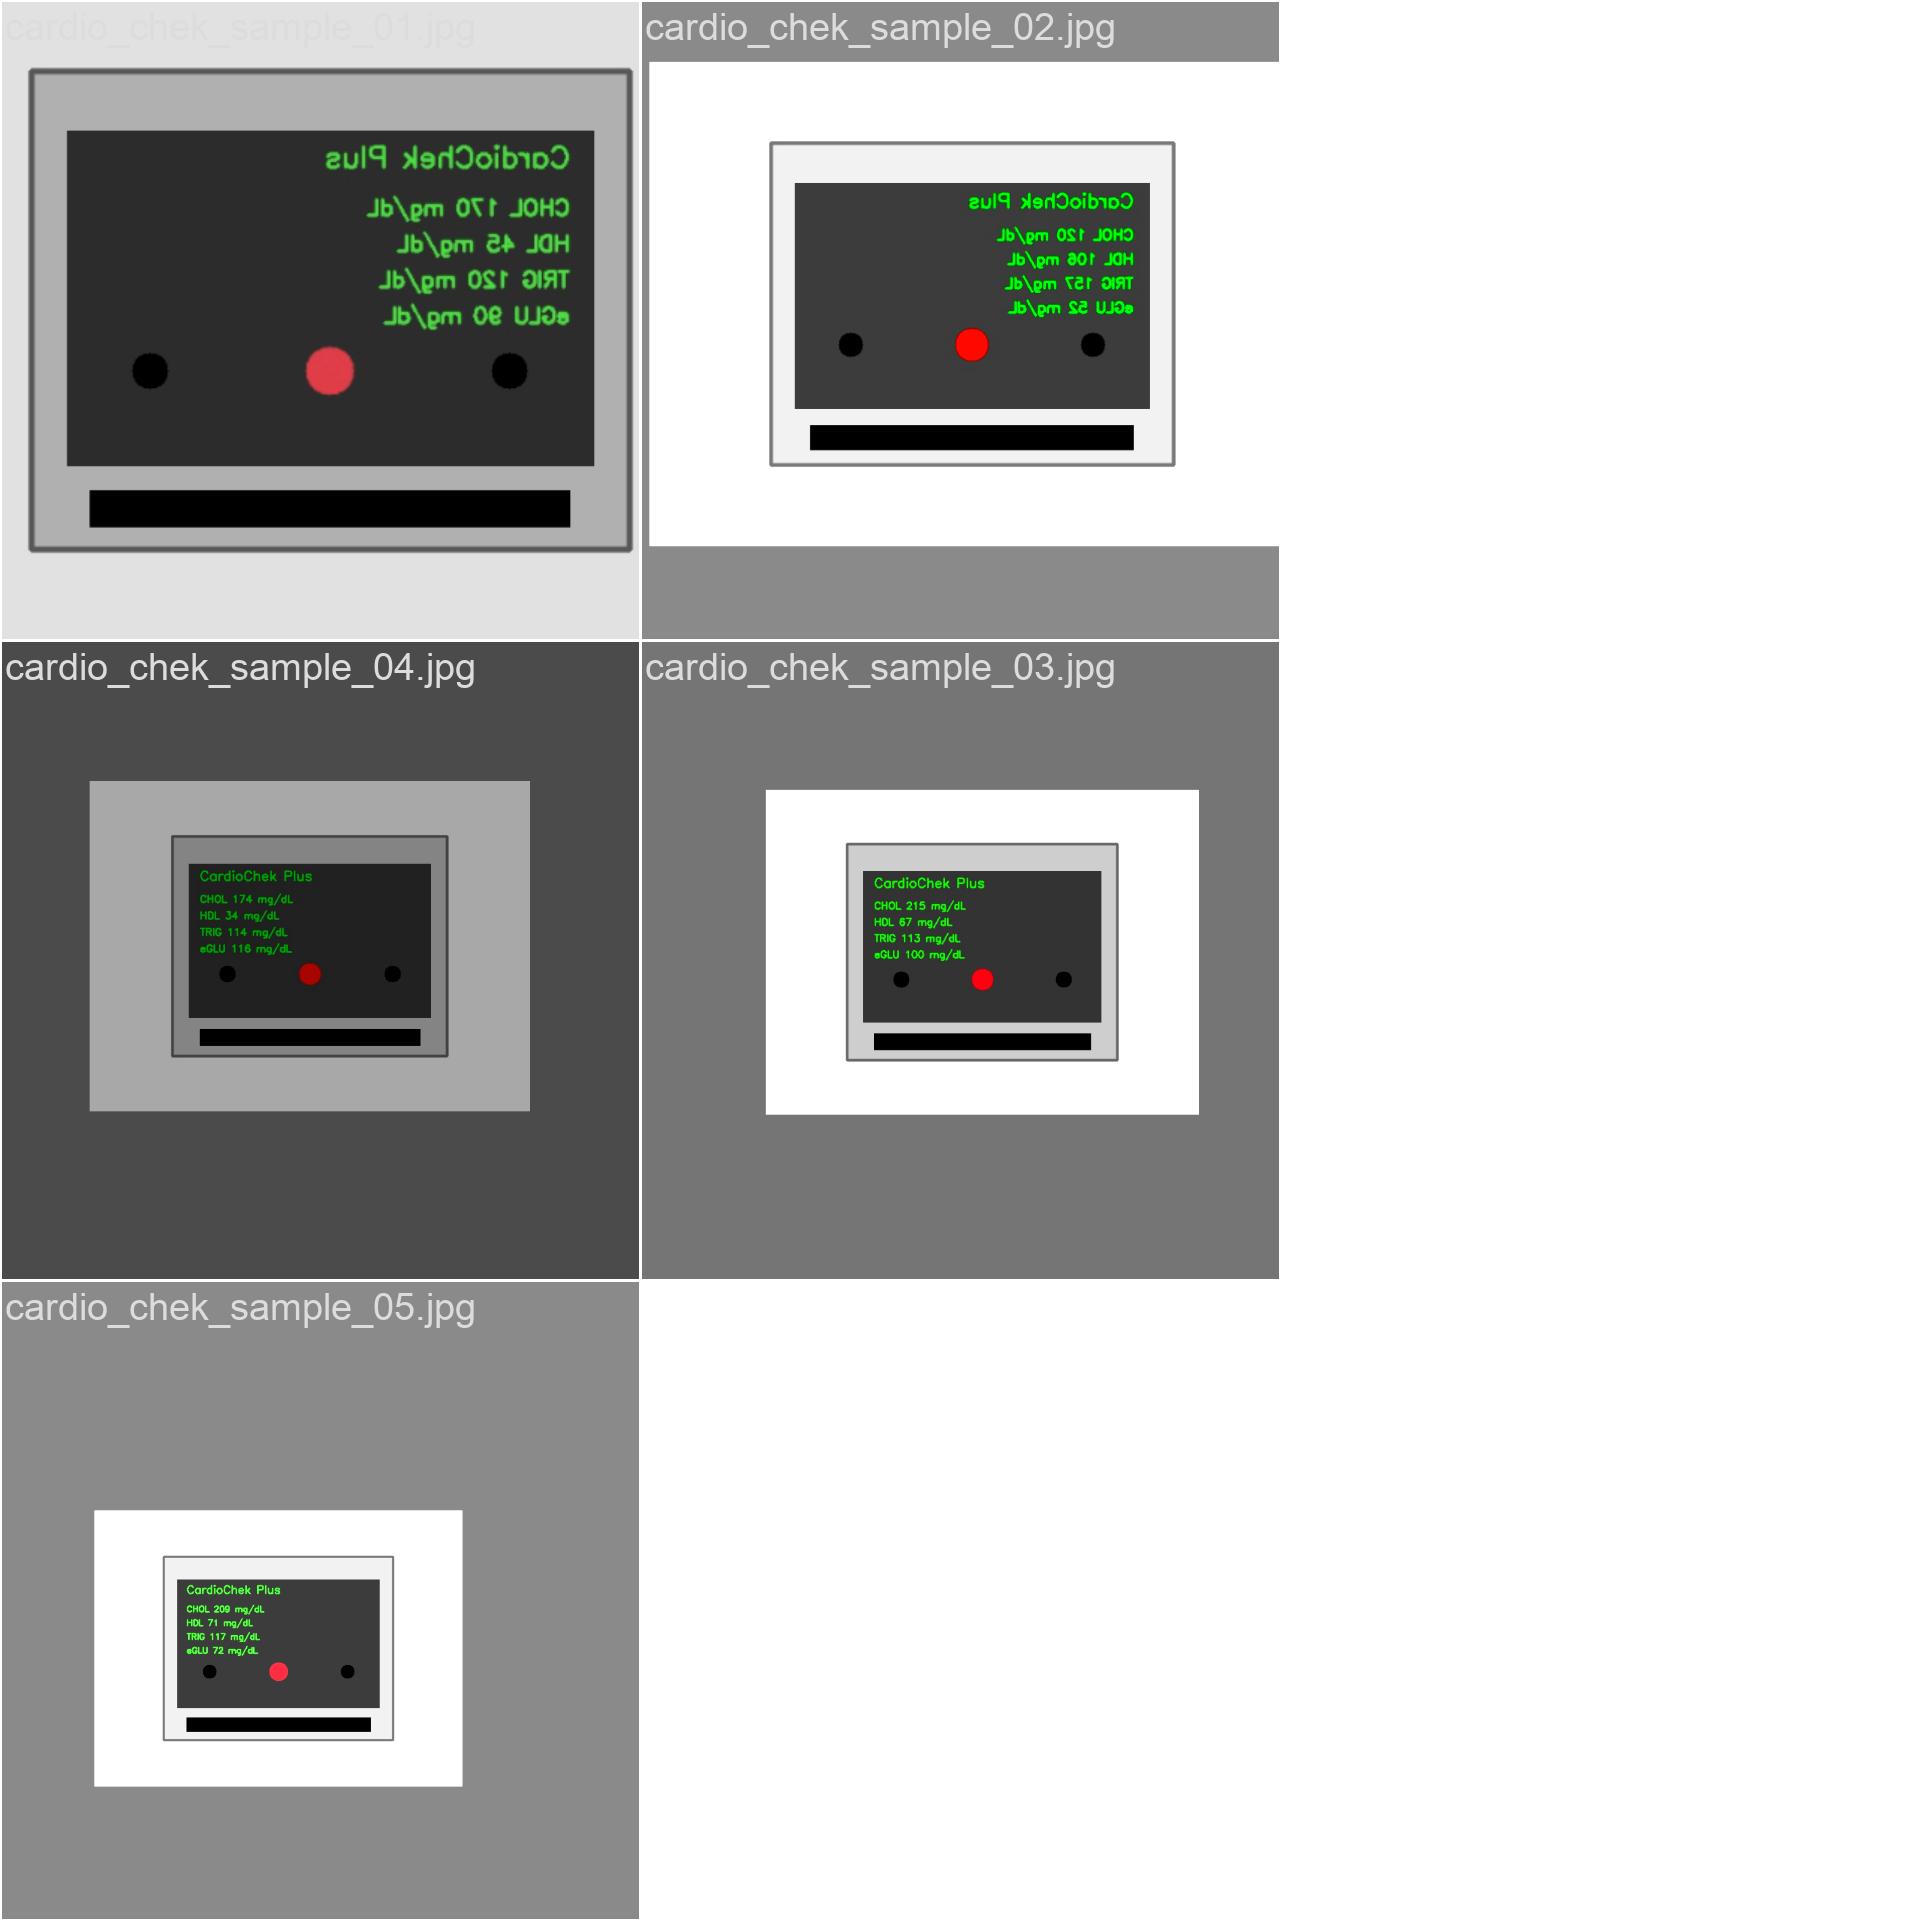 cardio_chek_sample_01.jpg
CardioChek Plus
CHOL 170 mg/dL
HDL 45 mg/dL
TRIG 120 mg/dL
eGLU 90 mg/dL
cardio_chek_sample_02.jpg
CardioChek Plus
CHOL 120 mg/dL
HDL 106 mg/dL
TRIG 157 mg/dL
eGLU 52 mg/dL
cardio_chek_sample_04.jpg
CardioChek Plus
CHOL 174 mg/dL
HDL 34 mg/dL
TRIG 114 mg/dL
eGLU 116 mg/dL
cardio_chek_sample_03.jpg
CardioChek Plus
CHOL 215 mg/dL
HDL 67 mg/dL
TRIG 113 mg/dL
eGLU 100 mg/dL
cardio_chek_sample_05.jpg
CardioChek Plus
CHOL 209 mg/dL
HDL 71 mg/dL
TRIG 117 mg/dL
eGLU 72 mg/dL